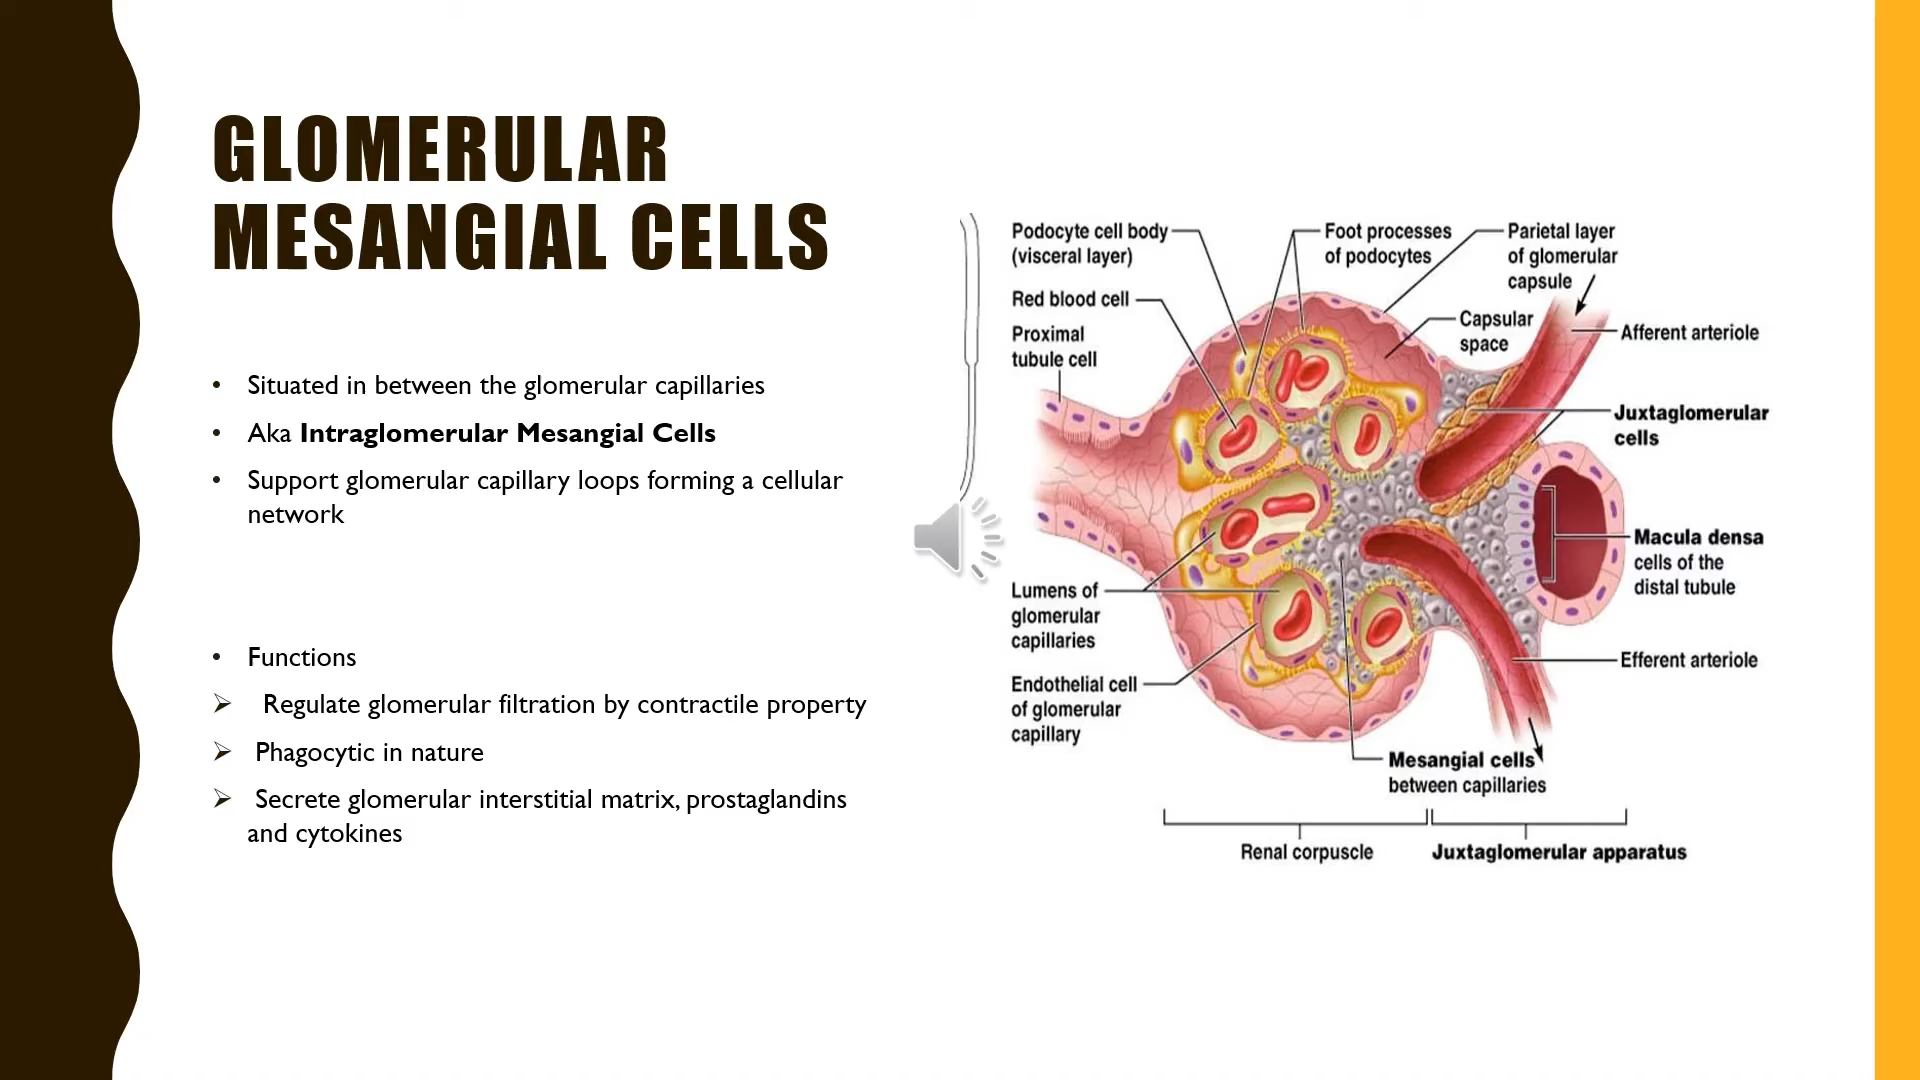 GLOMERULAR
MESANGIAL CELLS
• Situated in between the glomerular capillaries
• Aka Intraglomerular Mesangial Cells
• Support glomerular capillary loops forming a cellular
network
• Functions
➢ Regulate glomerular filtration by contractile property
➢ Phagocytic in nature
➢ Secrete glomerular interstitial matrix, prostaglandins
and cytokines
Podocyte cell body
(visceral layer)
Red blood cell
Proximal
tubule cell
Lumens of
glomerular
capillaries
Endothelial cell
of glomerular
capillary
Foot processes
of podocytes
Parietal layer
of glomerular
capsule
Capsular
space
Afferent arteriole
Juxtaglomerular
cells
Macula densa
cells of the
distal tubule
Efferent arteriole
Mesangial cells
between capillaries
Renal corpuscle
Juxtaglomerular apparatus